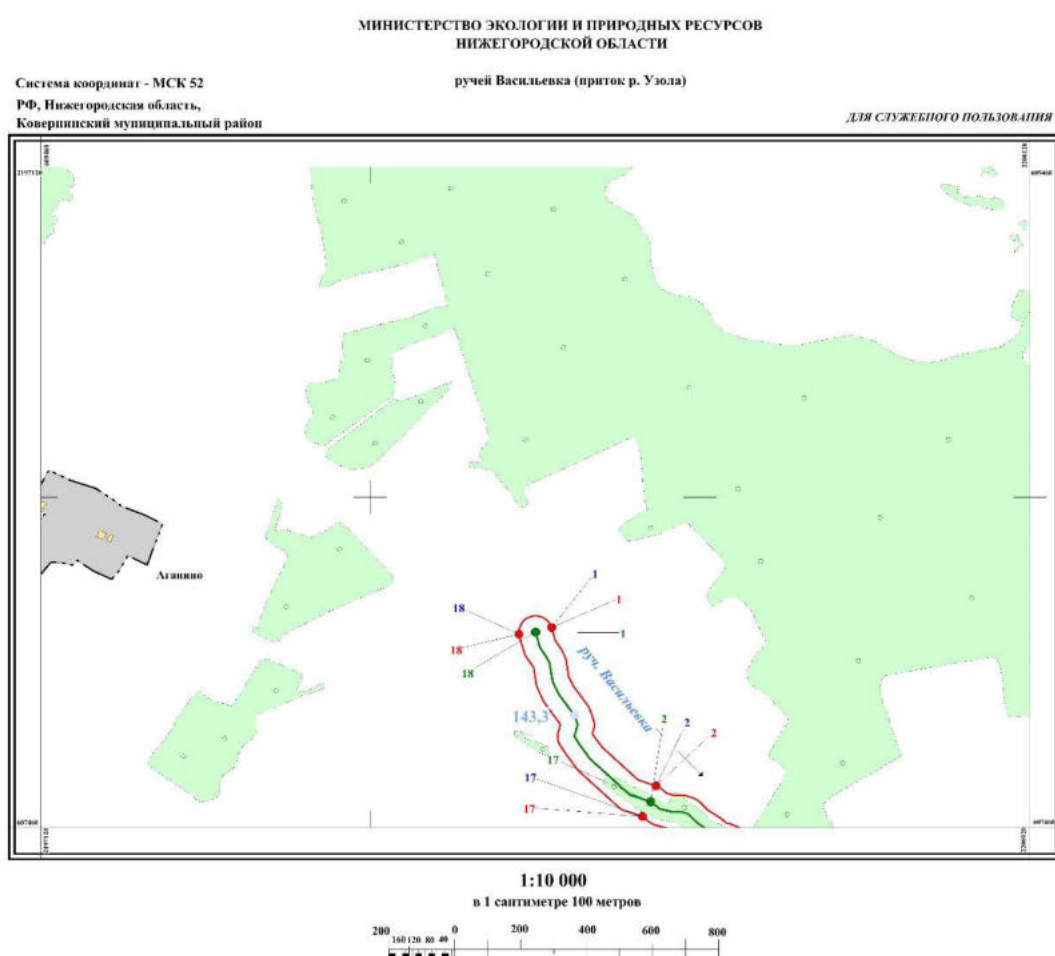 МИНИСТЕРСТВО ЭКОЛОГИИ И ПРИРОДНЫХ РЕСУРСОВ
НИЖЕГОРОДСКОЙ ОБЛАСТИ
Система координат - МСК 52
ручей Васильевка (приток р. Узола)
РФ, Нижегородская область,
Ковернинский муниципальный район
ДЛЯ СЛУЖЕБНОГО ПОЛЬЗОВАНИЯ
609460
Аганино
1
18
1
1
18
18
руч. Васильевка
143,3
2
2
2
17
17
17
1:10 000
в 1 сантиметре 100 метров
200 160 120 80 40 0 200 400 600 800